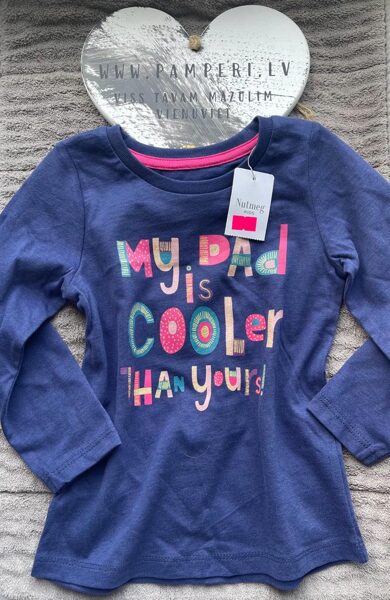 WWW.PAMPERI.LV
VISS TAVAM MAZULIM
VIENUVIET
Nutmeg
KIDS
My DAd
is
COOLer
THAN yours!